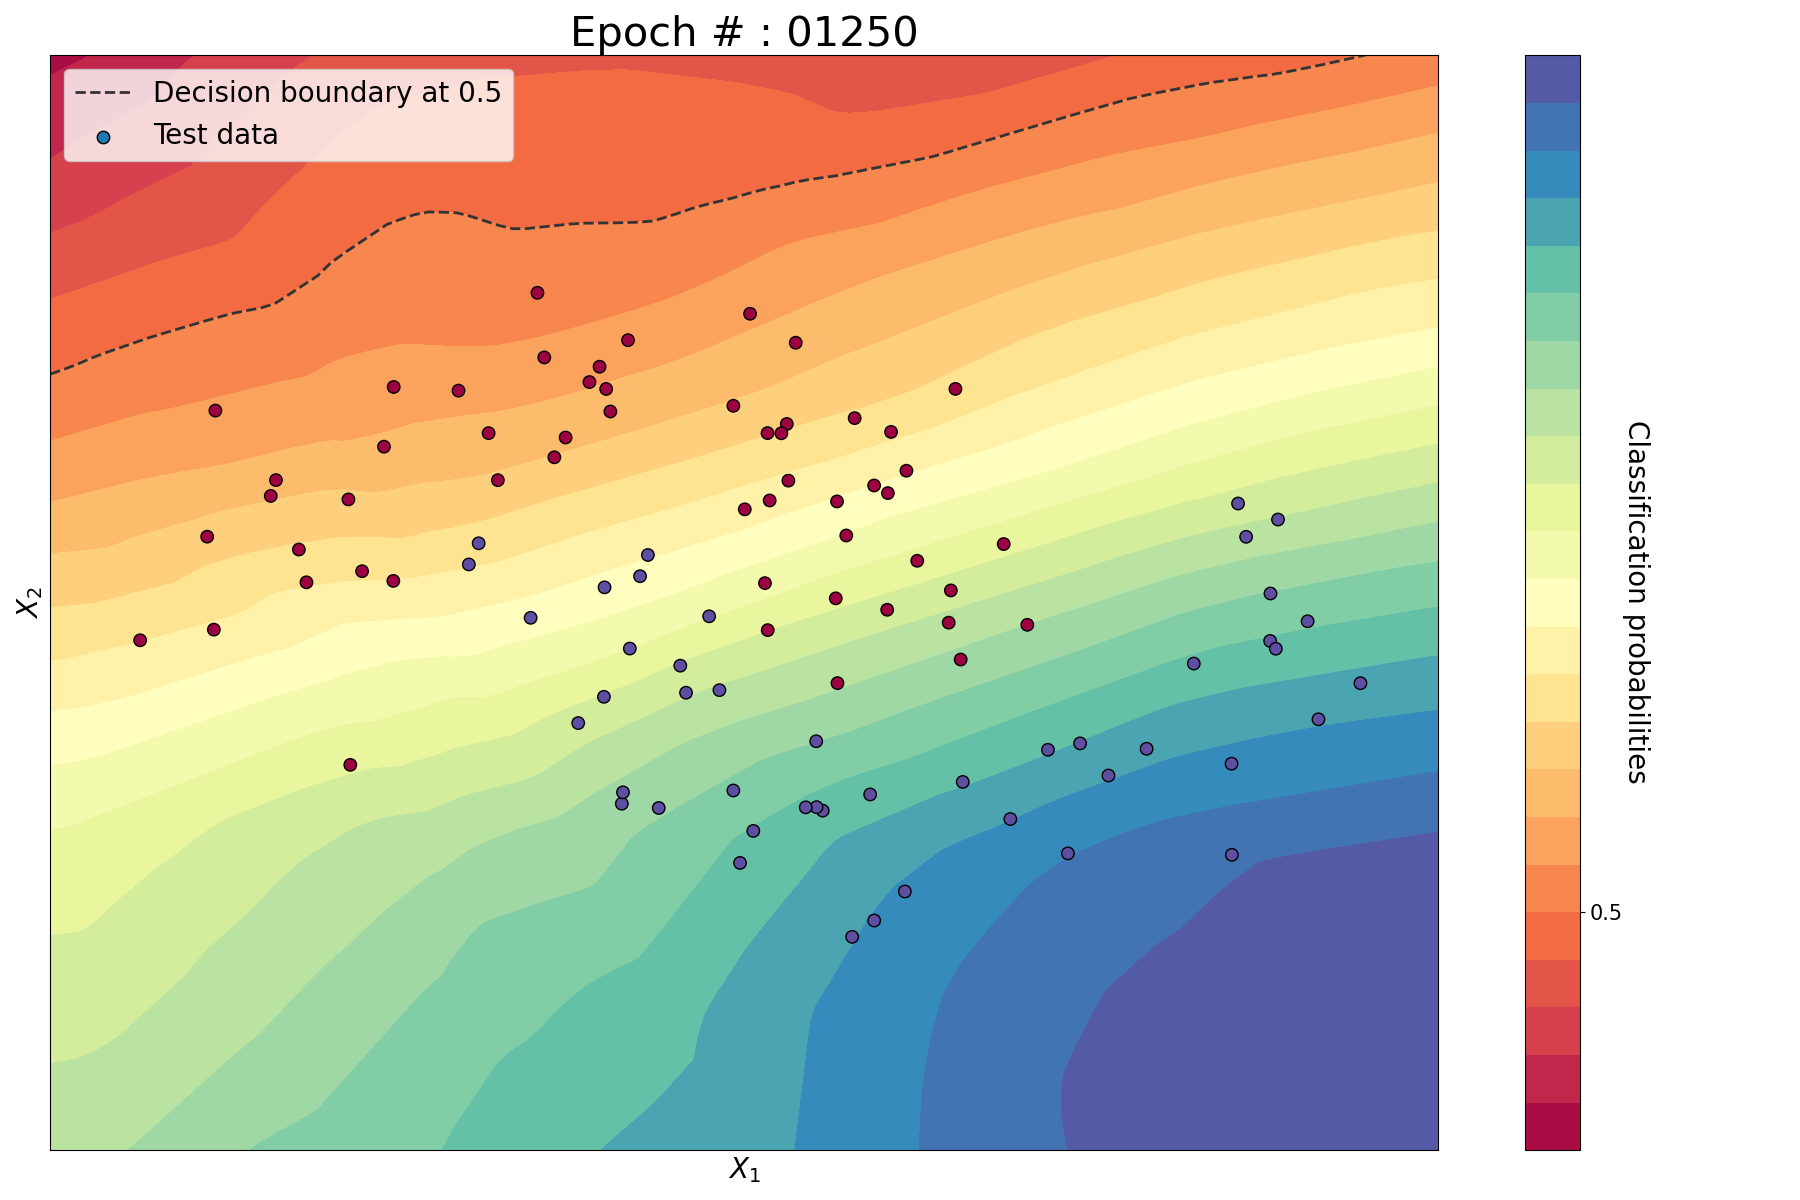 Epoch # : 01250
Decision boundary at 0.5
Test data
X₂
X₁
0.5
Classification probabilities